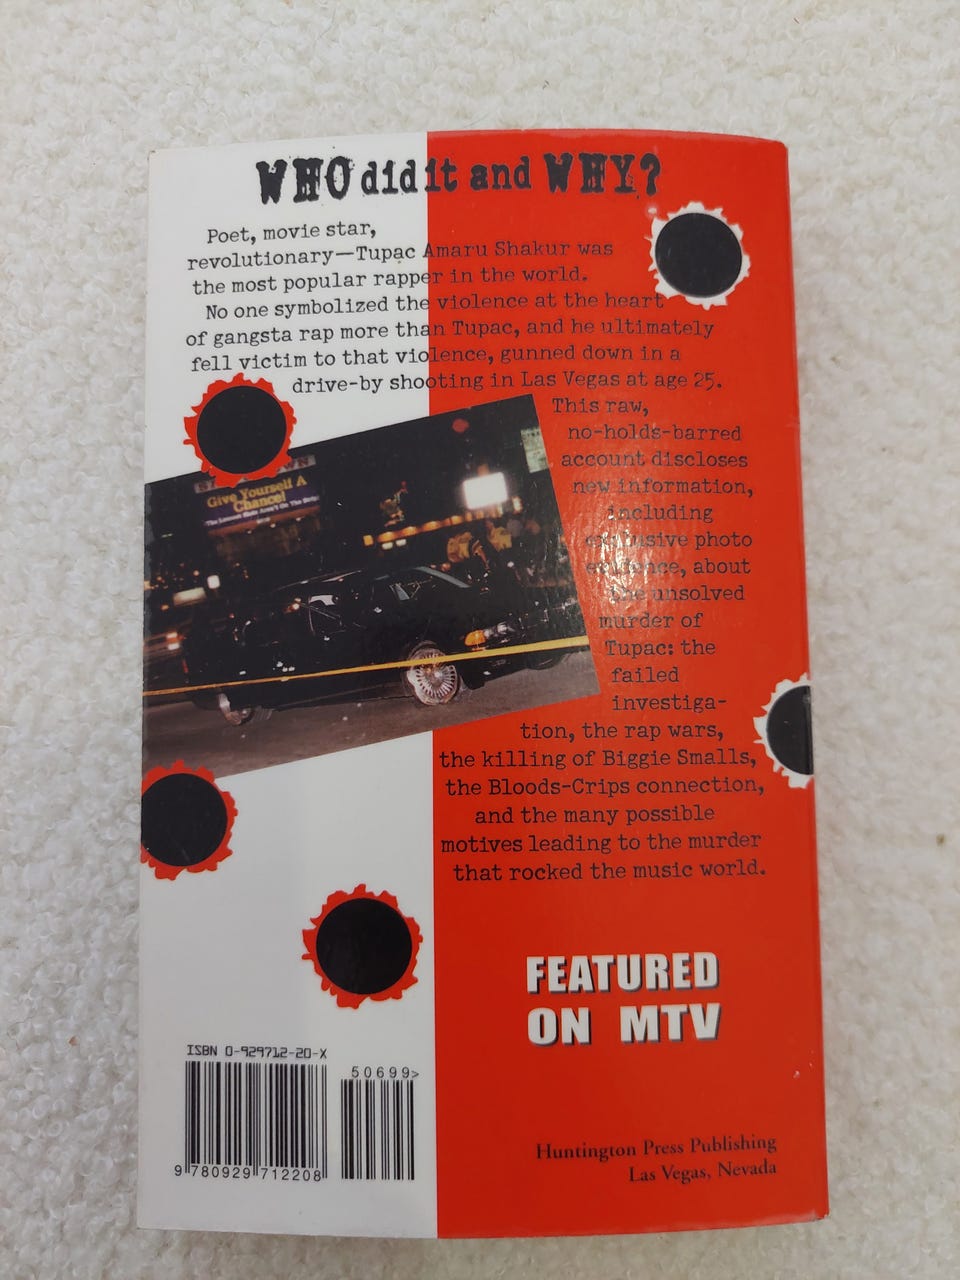 WHO did it and WHY?
Poet, movie star,
revolutionary—Tupac Amaru Shakur was
the most popular rapper in the world.
No one symbolized the violence at the heart
of gangsta rap more than Tupac, and he ultimately
fell victim to that violence, gunned down in a
drive-by shooting in Las Vegas at age 25.
This raw,
no-holds-barred
account discloses
new information,
including
exclusive photo
evidence, about
the unsolved
murder of
Tupac: the
failed
investiga-
tion, the rap wars,
the killing of Biggie Smalls,
the Bloods-Crips connection,
and the many possible
motives leading to the murder
that rocked the music world.
Give Yourself A
Chance!
FEATURED
ON MTV
ISBN 0-929712-20-X
50699>
9 780929 712208
Huntington Press Publishing
Las Vegas, Nevada